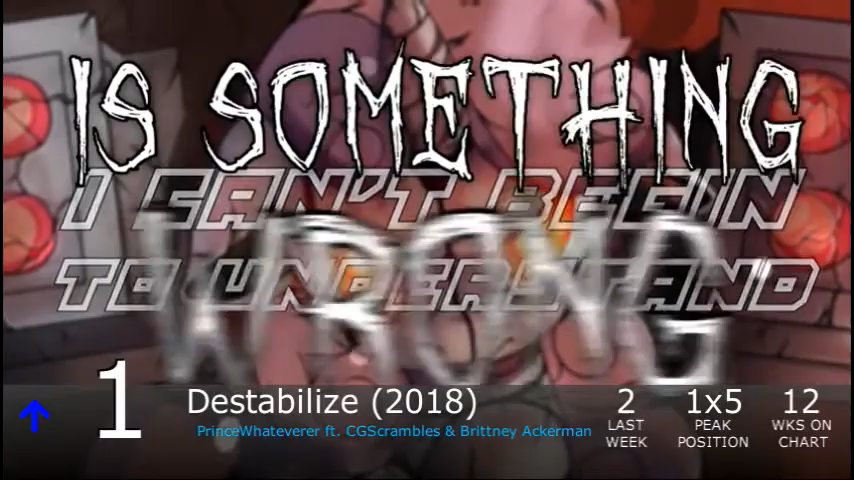 IS SOMETHING
I CAN'T BEGIN
WRONG
TO UNDERSTAND
1
Destabilize (2018)
PrinceWhateverer ft. CGScrambles & Brittney Ackerman
2
LAST
WEEK
1x5
PEAK
POSITION
12
WKS ON
CHART